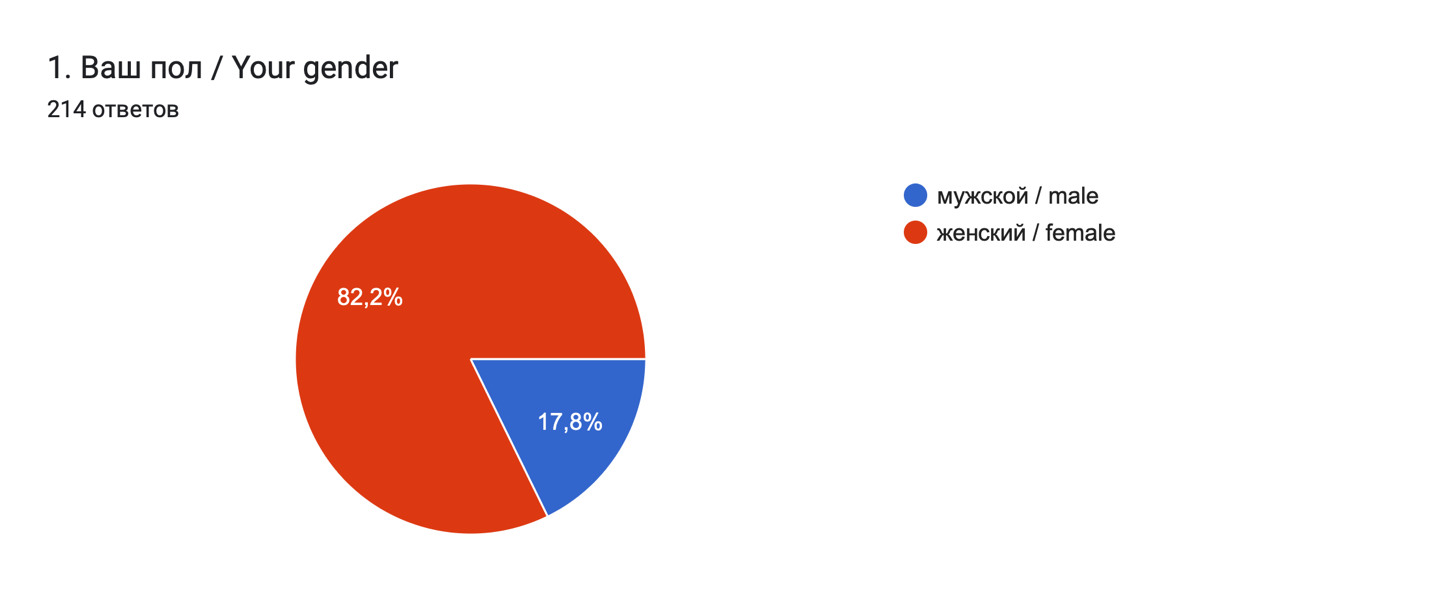 1. Ваш пол / Your gender
214 ответов
мужской / male
женский / female
82,2%
17,8%